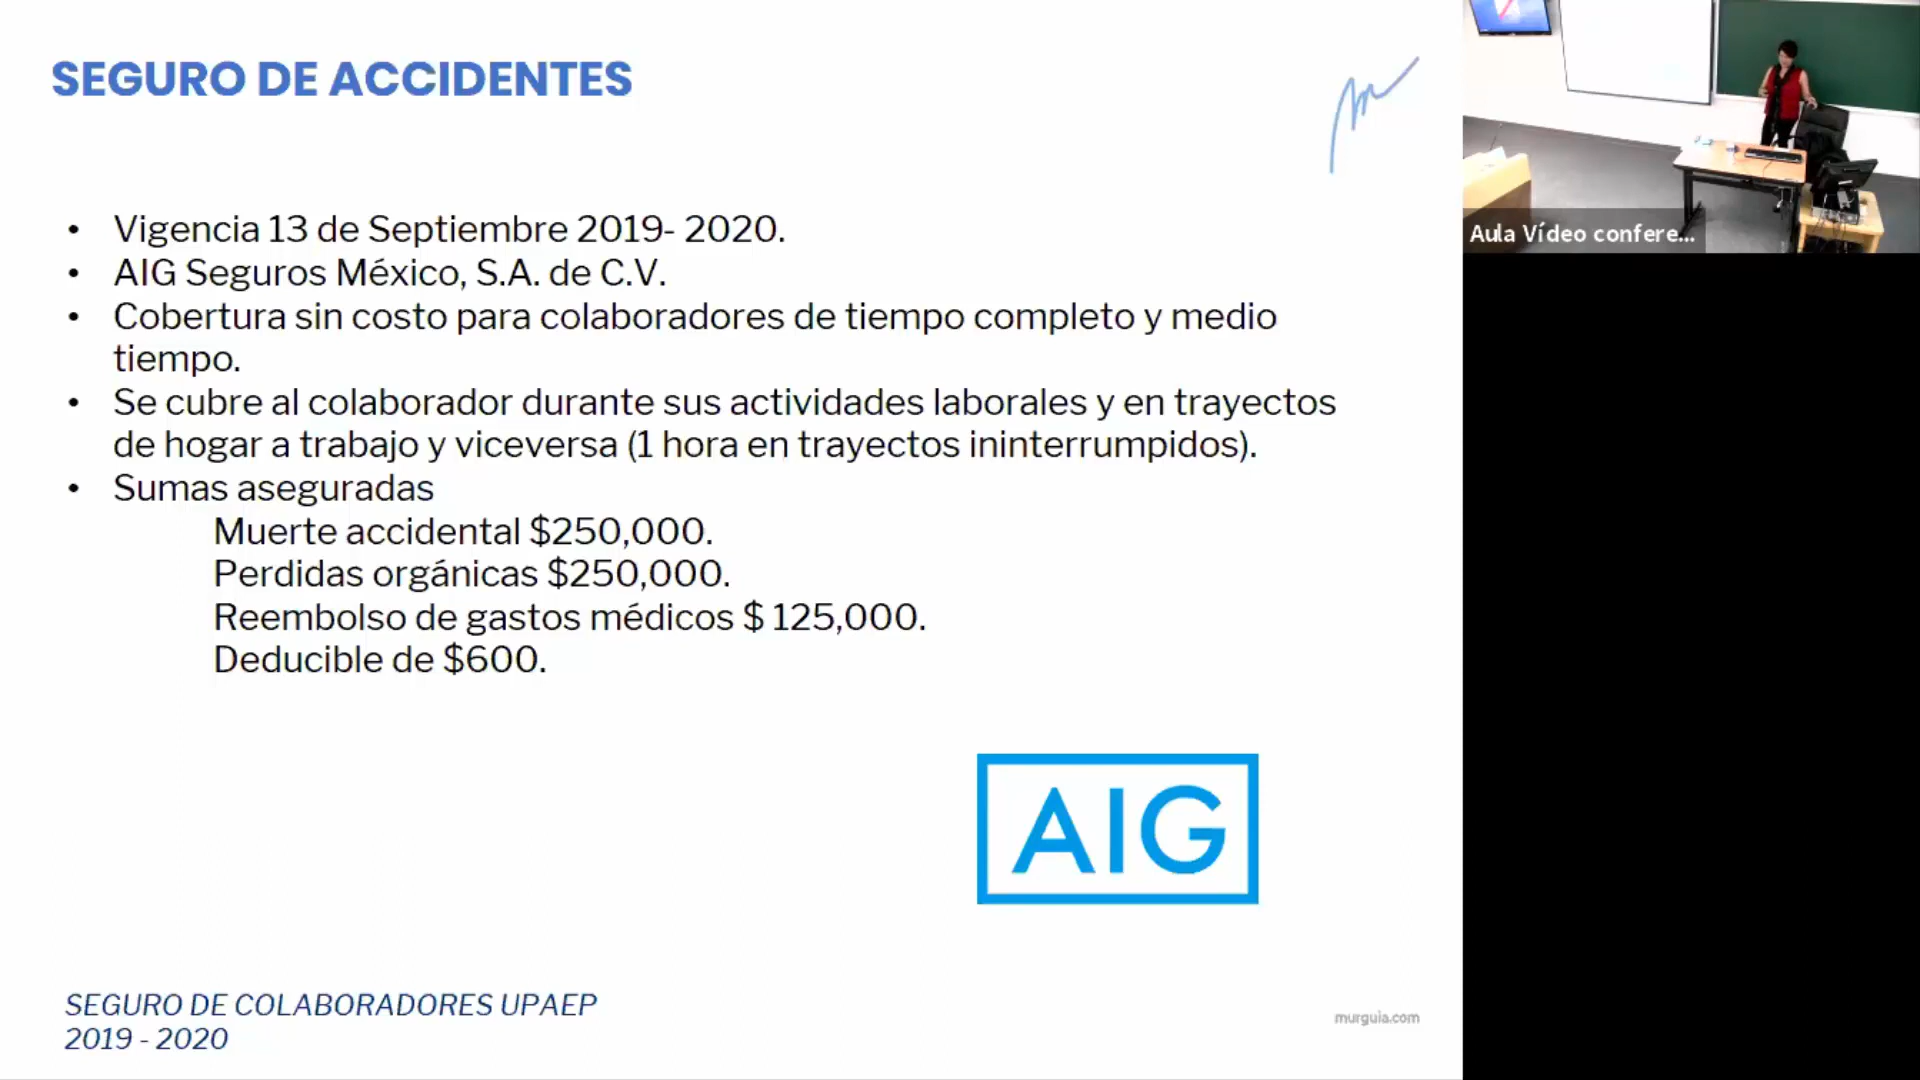 SEGURO DE ACCIDENTES
• Vigencia 13 de Septiembre 2019- 2020.
• AIG Seguros México, S.A. de C.V.
• Cobertura sin costo para colaboradores de tiempo completo y medio
tiempo.
• Se cubre al colaborador durante sus actividades laborales y en trayectos
de hogar a trabajo y viceversa (1 hora en trayectos ininterrumpidos).
• Sumas aseguradas
Muerte accidental $250,000.
Perdidas orgánicas $250,000.
Reembolso de gastos médicos $ 125,000.
Deducible de $600.
AIG
SEGURO DE COLABORADORES UPAEP
2019 - 2020
murguia.com
Aula Vídeo confere...